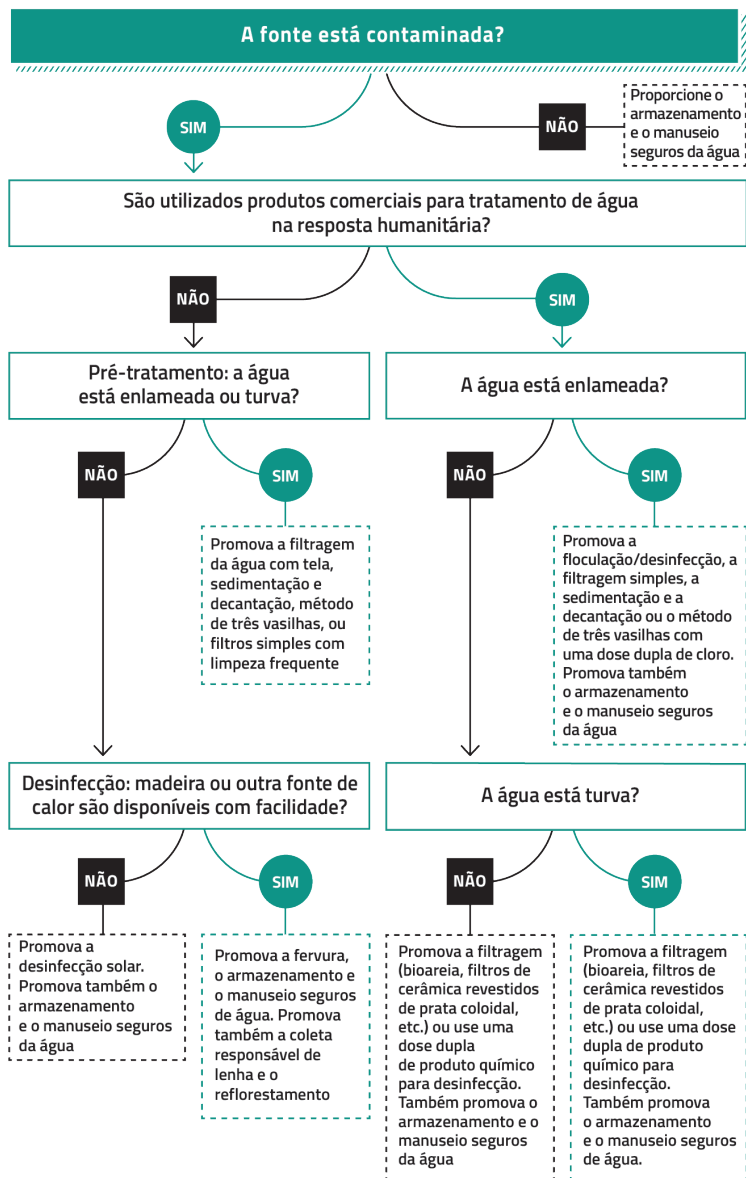 A fonte está contaminada?
SIM
NÃO
Proporcione o
armazenamento
e o manuseio
seguros da água
São utilizados produtos comerciais para tratamento de água
na resposta humanitária?
NÃO
SIM
Pré-tratamento: a água
está enlameada ou turva?
A água está enlameada?
NÃO
SIM
NÃO
SIM
Promova a filtragem
da água com tela,
sedimentação e
decantação, método
de três vasilhas, ou
filtros simples com
limpeza frequente
Promova a
floculação/desinfecção, a
filtragem simples, a
sedimentação e a
decantação ou o método
de três vasilhas com
uma dose dupla de cloro.
Promova também
o armazenamento
e o manuseio seguros
da água
Desinfecção: madeira ou outra fonte de
calor são disponíveis com facilidade?
A água está turva?
NÃO
SIM
NÃO
SIM
Promova a
desinfecção solar.
Promova também o
armazenamento
e o manuseio seguros
da água
Promova a fervura,
o armazenamento e
o manuseio seguros
de água. Promova
também a coleta
responsável de
lenha e o
reflorestamento
Promova a filtragem
(bioareia, filtros de
cerâmica revestidos
de prata coloidal,
etc.) ou use uma
dose dupla
de produto químico
para desinfecção.
Também promova o
armazenamento e o
manuseio seguros
da água
Promova a filtragem
(bioareia, filtros de
cerâmica revestidos
de prata coloidal,
etc.) ou use uma dose
dupla de produto
químico para
desinfecção.
Também promova
o armazenamento
e o manuseio seguros
de água.